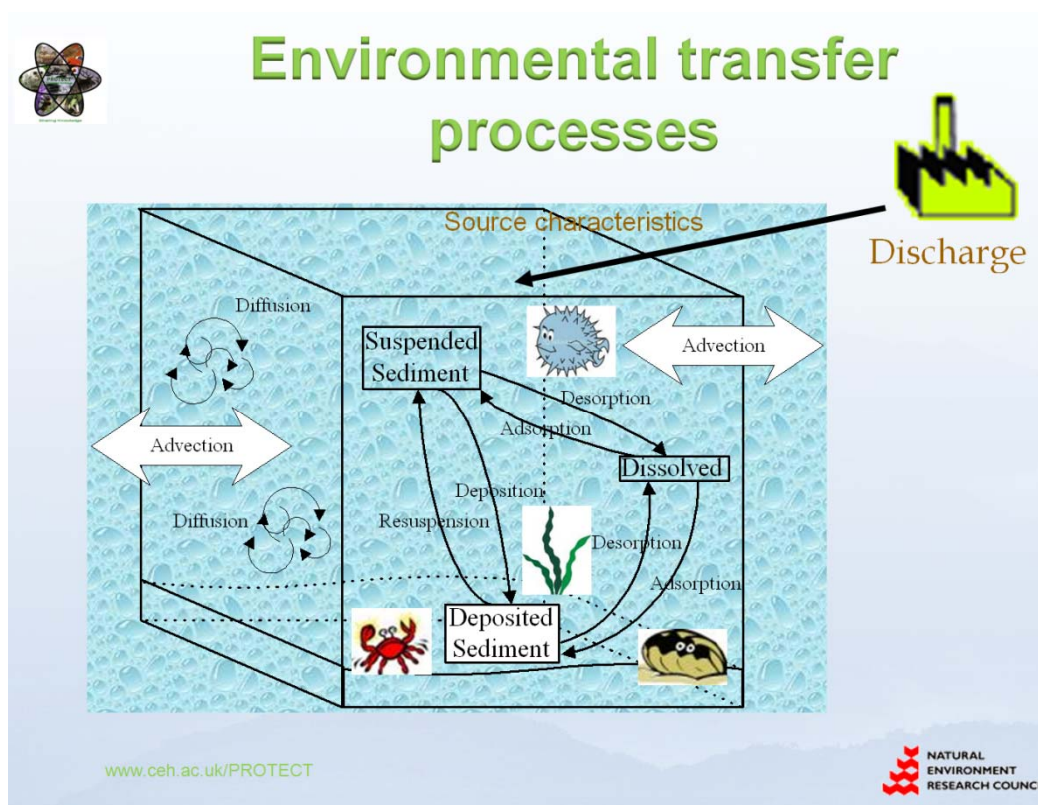 Environmental transfer
processes
Source characteristics
Discharge
Diffusion
Suspended
Sediment
Advection
Desorption
Adsorption
Advection
Dissolved
Deposition
Diffusion
Resuspension
Desorption
Adsorption
Deposited
Sediment
www.ceh.ac.uk/PROTECT
NATURAL
ENVIRONMENT
RESEARCH COUNC